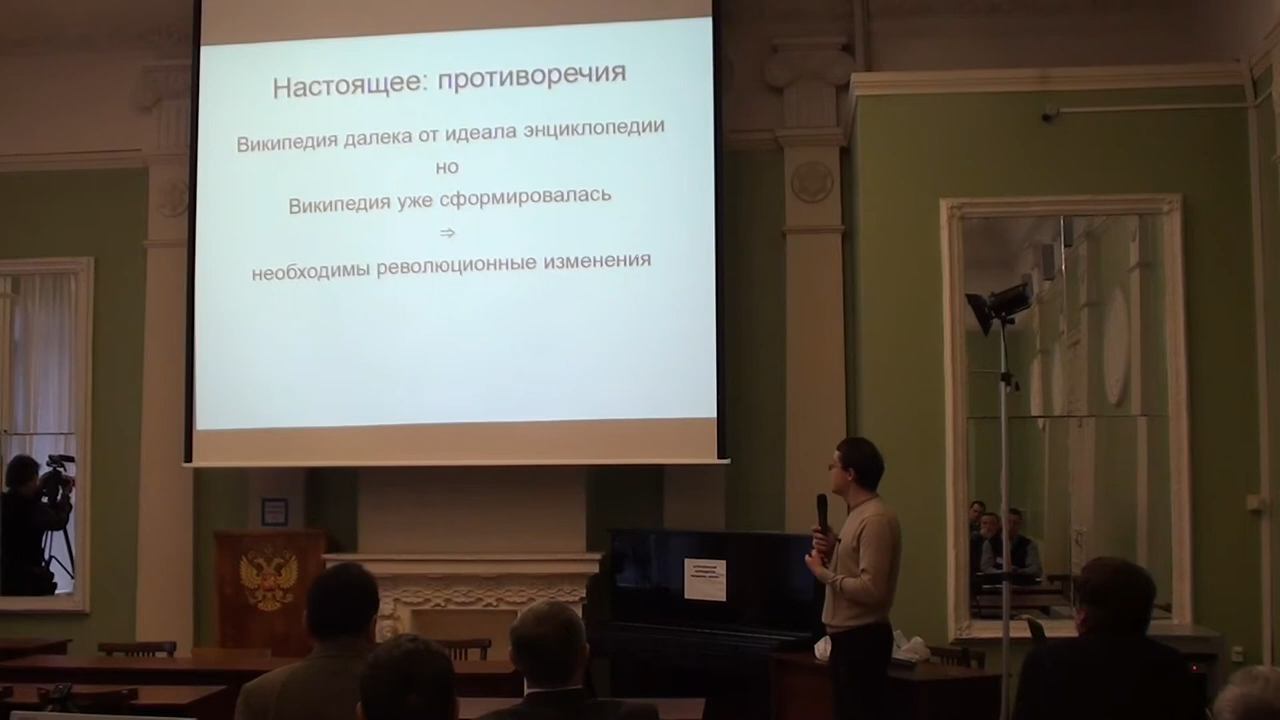 Настоящее: противоречия
Википедия далека от идеала энциклопедии
но
Википедия уже сформировалась
⇒
необходимы революционные изменения